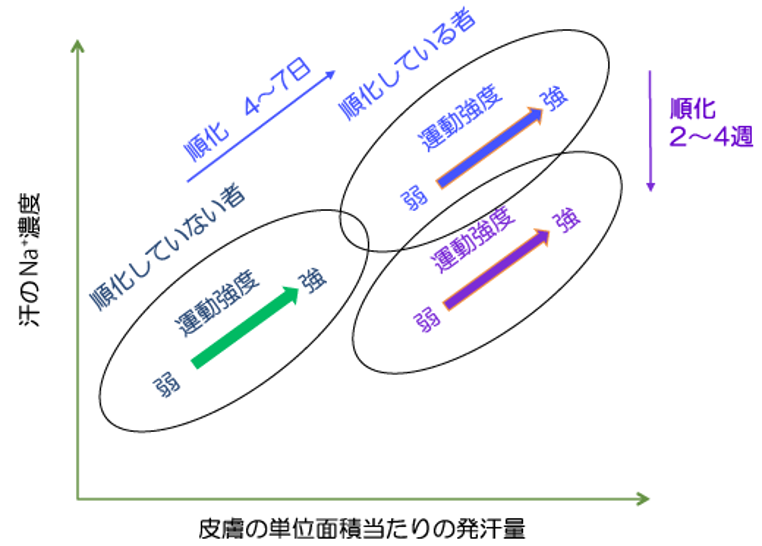 順化 4～7日
順化している者
運動強度
強
弱
順化
2～4週
順化していない者
運動強度
強
弱
運動強度
強
弱
汗のNa⁺濃度
皮膚の単位面積当たりの発汗量